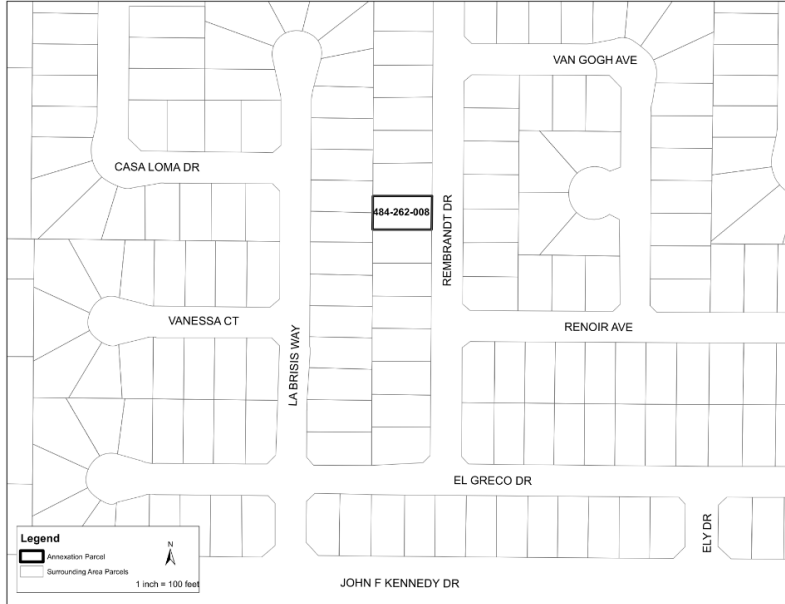 VAN GOGH AVE
CASA LOMA DR
484-262-008
REMBRANDT DR
VANESSA CT
LA BRISIS WAY
RENOIR AVE
EL GRECO DR
ELY DR
JOHN F KENNEDY DR
Legend
Annexation Parcel
Surrounding Area Parcels
N
1 inch = 100 feet